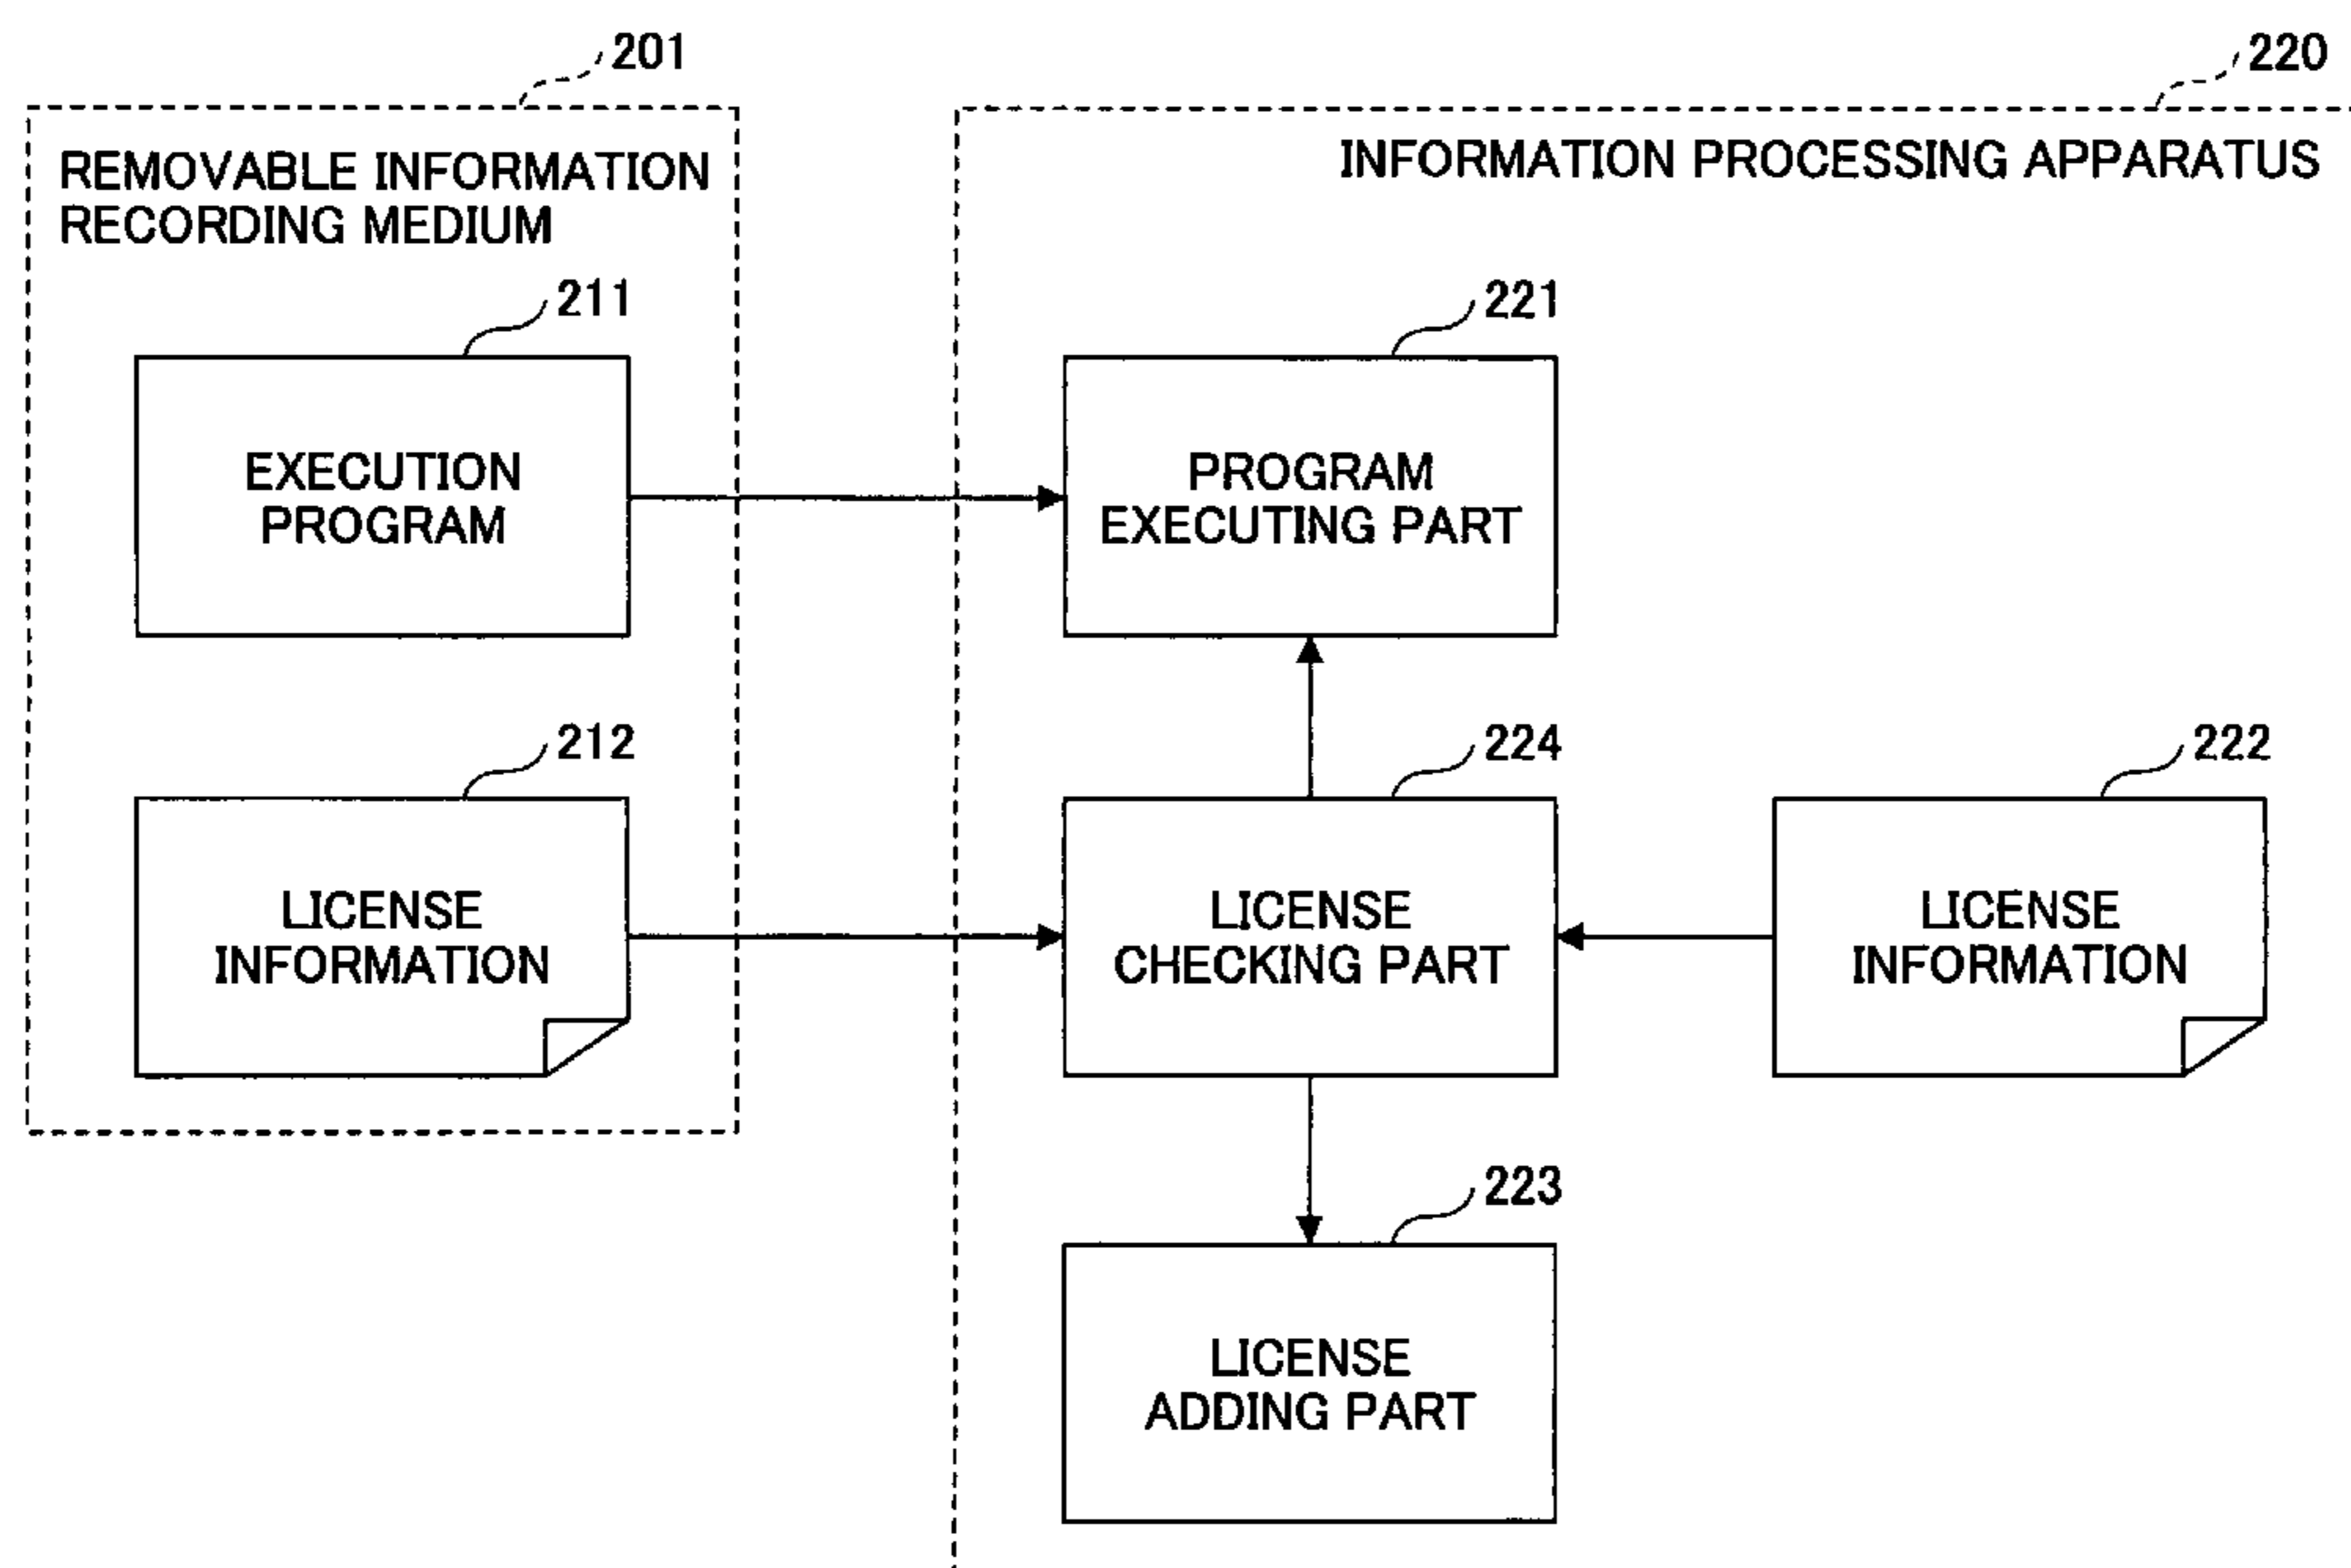 201
220
REMOVABLE INFORMATION
RECORDING MEDIUM
INFORMATION PROCESSING APPARATUS
211
221
EXECUTION
PROGRAM
PROGRAM
EXECUTING PART
212
224
222
LICENSE
INFORMATION
LICENSE
CHECKING PART
LICENSE
INFORMATION
223
LICENSE
ADDING PART